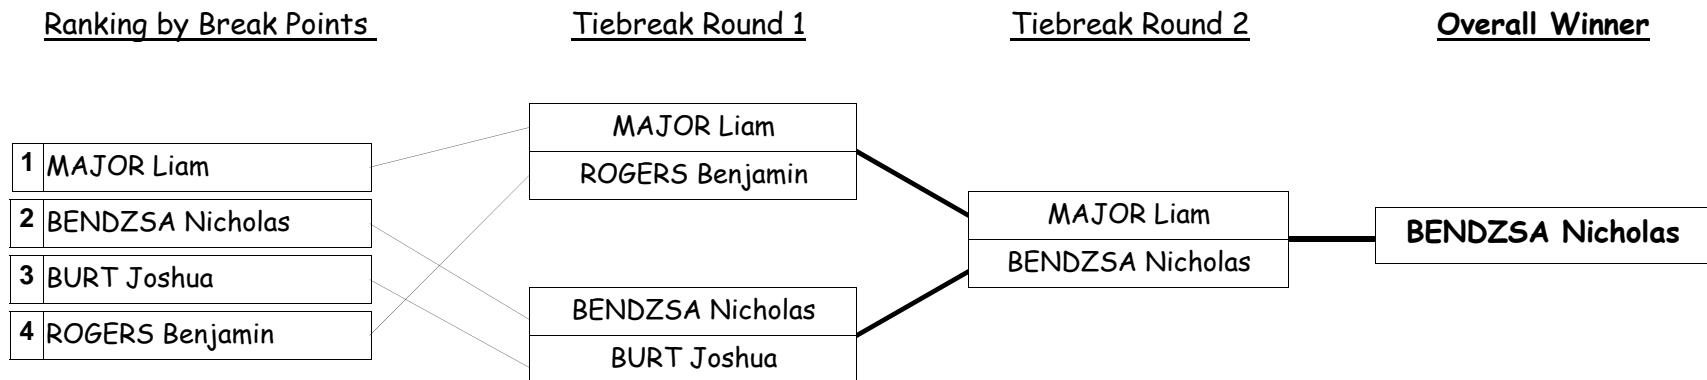 Ranking by Break Points
Tiebreak Round 1
Tiebreak Round 2
Overall Winner
1 MAJOR Liam
2 BENDZSA Nicholas
3 BURT Joshua
4 ROGERS Benjamin
MAJOR Liam
ROGERS Benjamin
BENDZSA Nicholas
BURT Joshua
MAJOR Liam
BENDZSA Nicholas
BENDZSA Nicholas